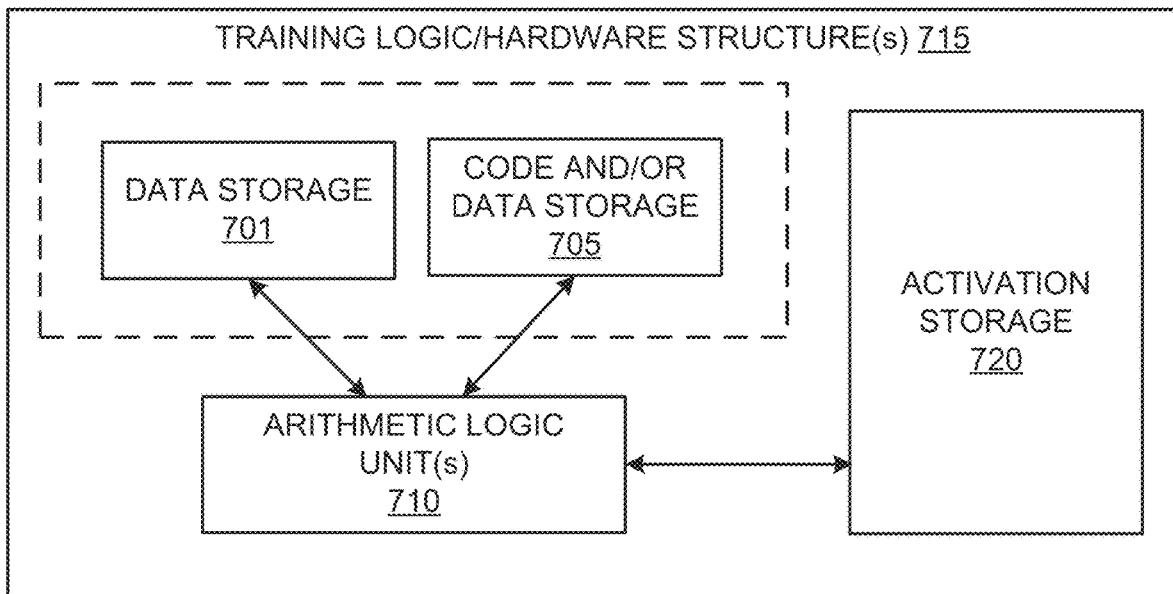 TRAINING LOGIC/HARDWARE STRUCTURE(s) 715
DATA STORAGE
701
CODE AND/OR
DATA STORAGE
705
ARITHMETIC LOGIC
UNIT(s)
710
ACTIVATION
STORAGE
720